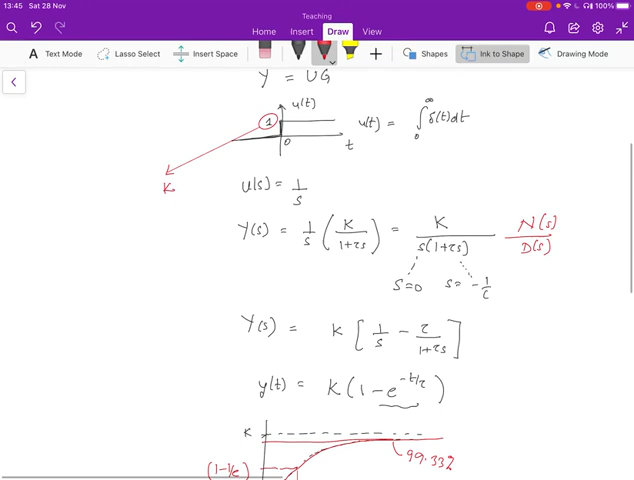 13:45 Sat 28 Nov
Teaching
100%
Home Insert Draw View
Text Mode Lasso Select Insert Space Shapes Ink to Shape Drawing Mode
Y = UG
u(t)
1
0
t
u(t) = ∫₀^∞ δ(t)dt
K
U(s) = 1/s
Y(s) = 1/s (K/(1+τs)) = K/(s(1+τs)) N(s)/D(s)
s=0 s= -1/τ
Y(s) = K [1/s - τ/(1+τs)]
y(t) = K(1-e^(-t/τ))
K
99.33%
(1-1/e)